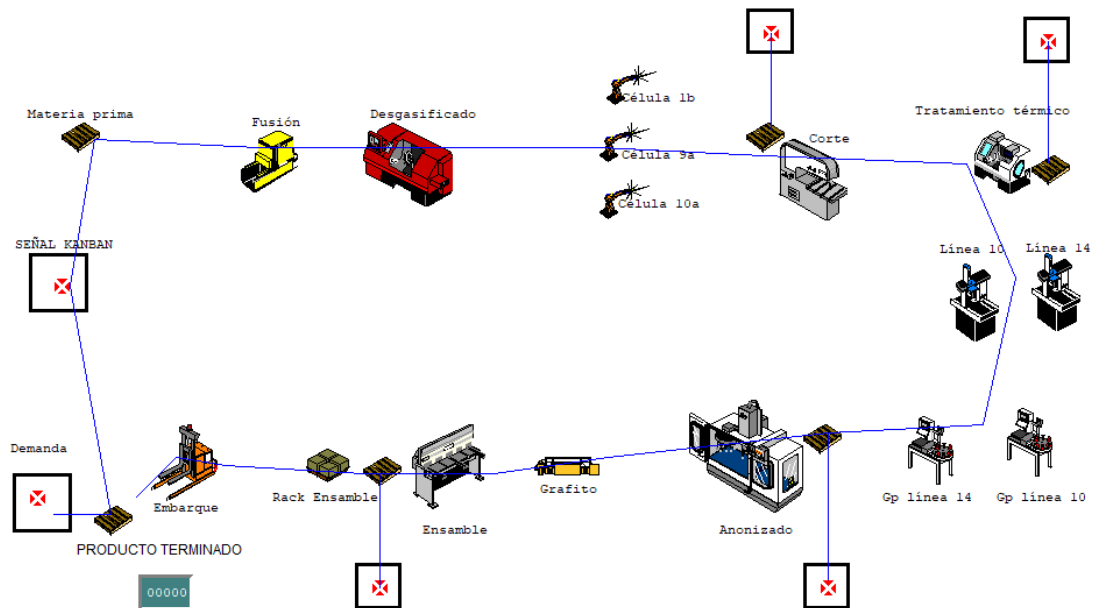 Célula 1b
Materia prima
Fusión
Desgasificado
Tratamiento térmico
Corte
Célula 9a
Célula 10a
SEÑAL KANBAN
Línea 10
Línea 14
Demanda
Rack Ensamble
Embarque
Ensamble
Grafito
Anonizado
Gp línea 14
Gp línea 10
PRODUCTO TERMINADO
00000